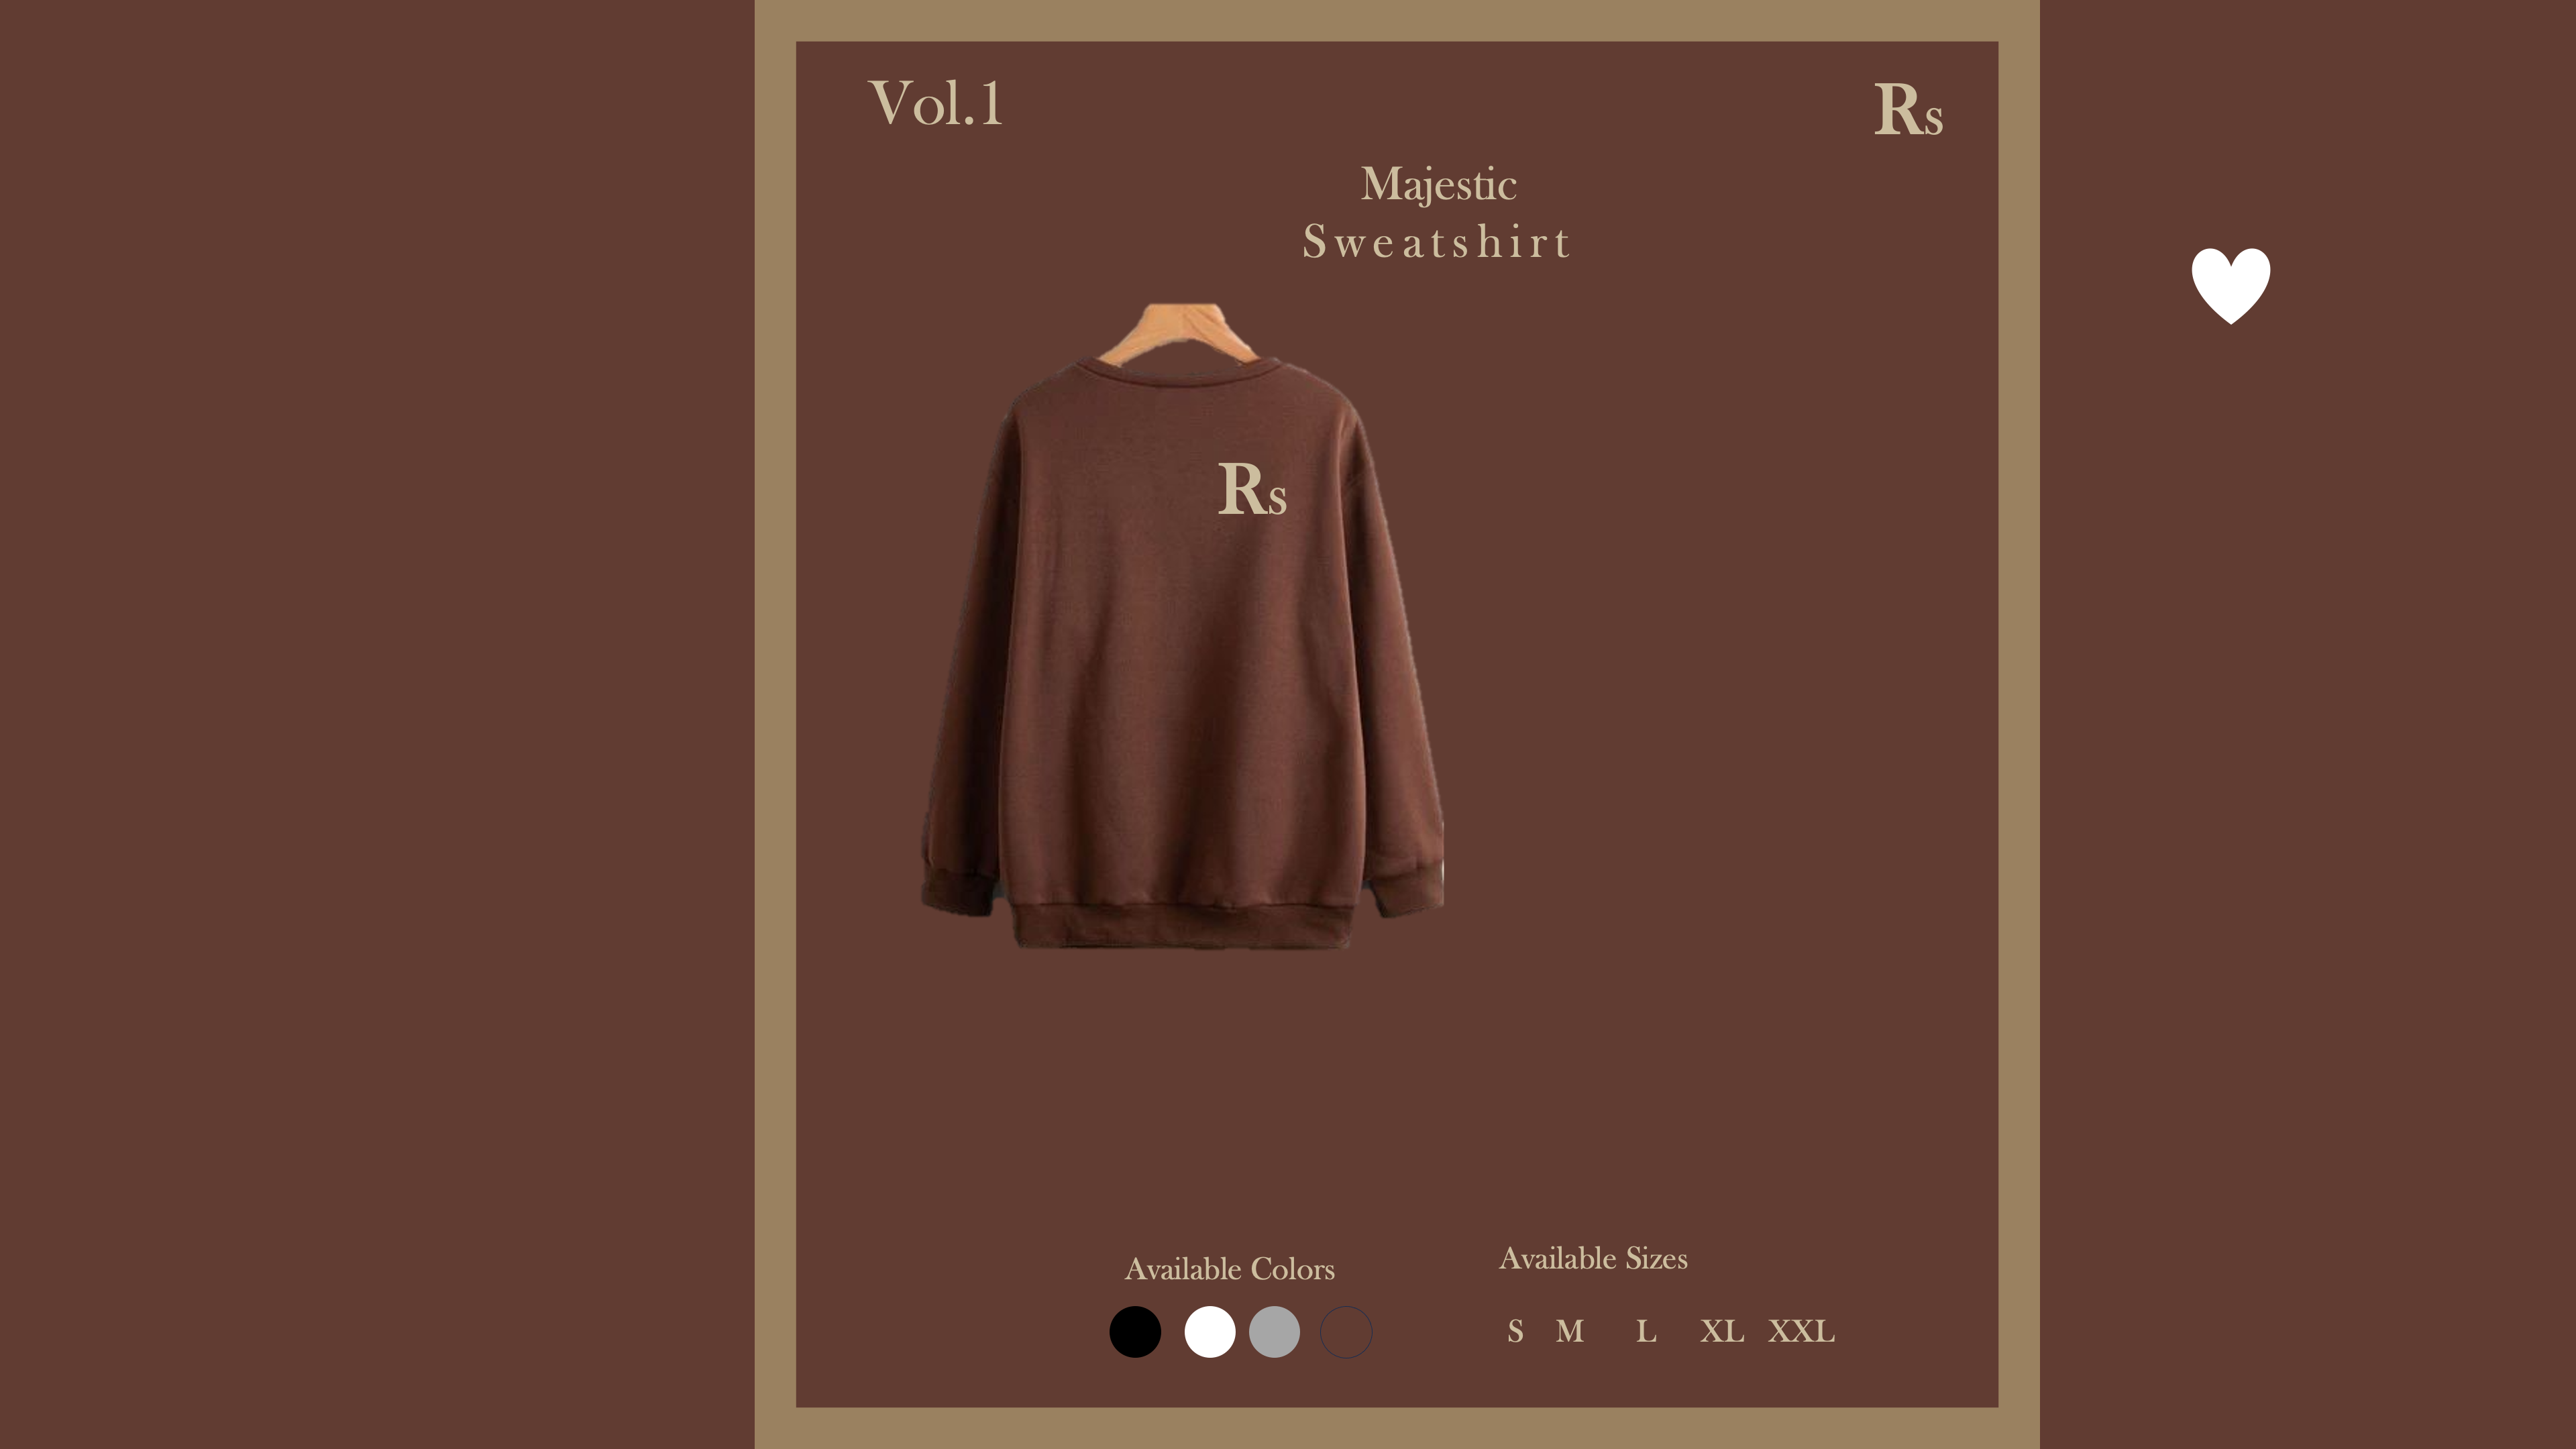 Vol.1
Rs
Majestic
Sweatshirt
Rs
Available Colors
Available Sizes
S M L XL XXL